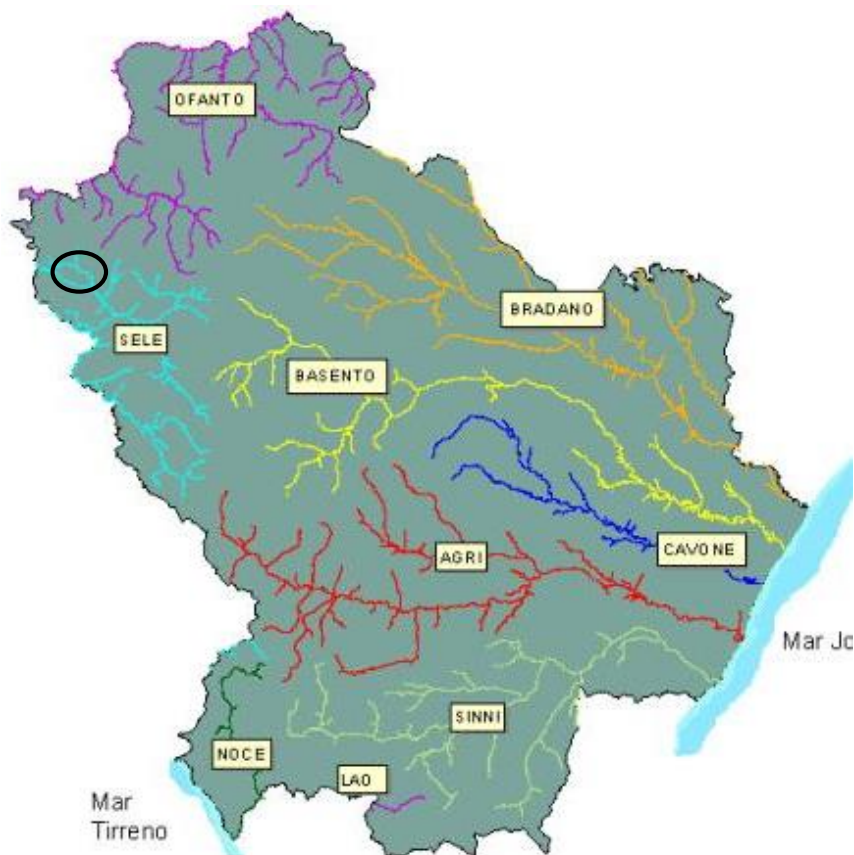 OFANTO
BRADANO
SELE
BASENTO
CAVONE
AGRI
Mar Jo
SINNI
NOCE
LAO
Mar
Tirreno